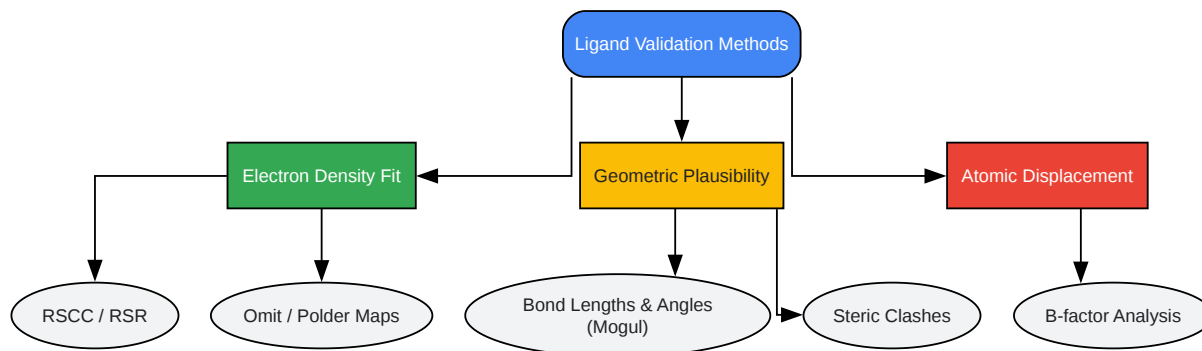 Ligand Validation Methods
Electron Density Fit
Geometric Plausibility
Atomic Displacement
RSCC / RSR
Omit / Polder Maps
Bond Lengths & Angles
(Mogul)
Steric Clashes
B-factor Analysis